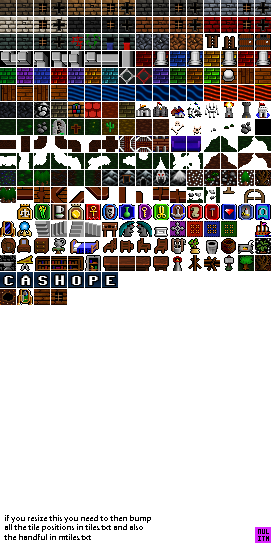 CASHOPE
if you resize this you need to then bump
all the tile positions in tiles.txt and also
the handful in mtiles.txt
NUL
ITM